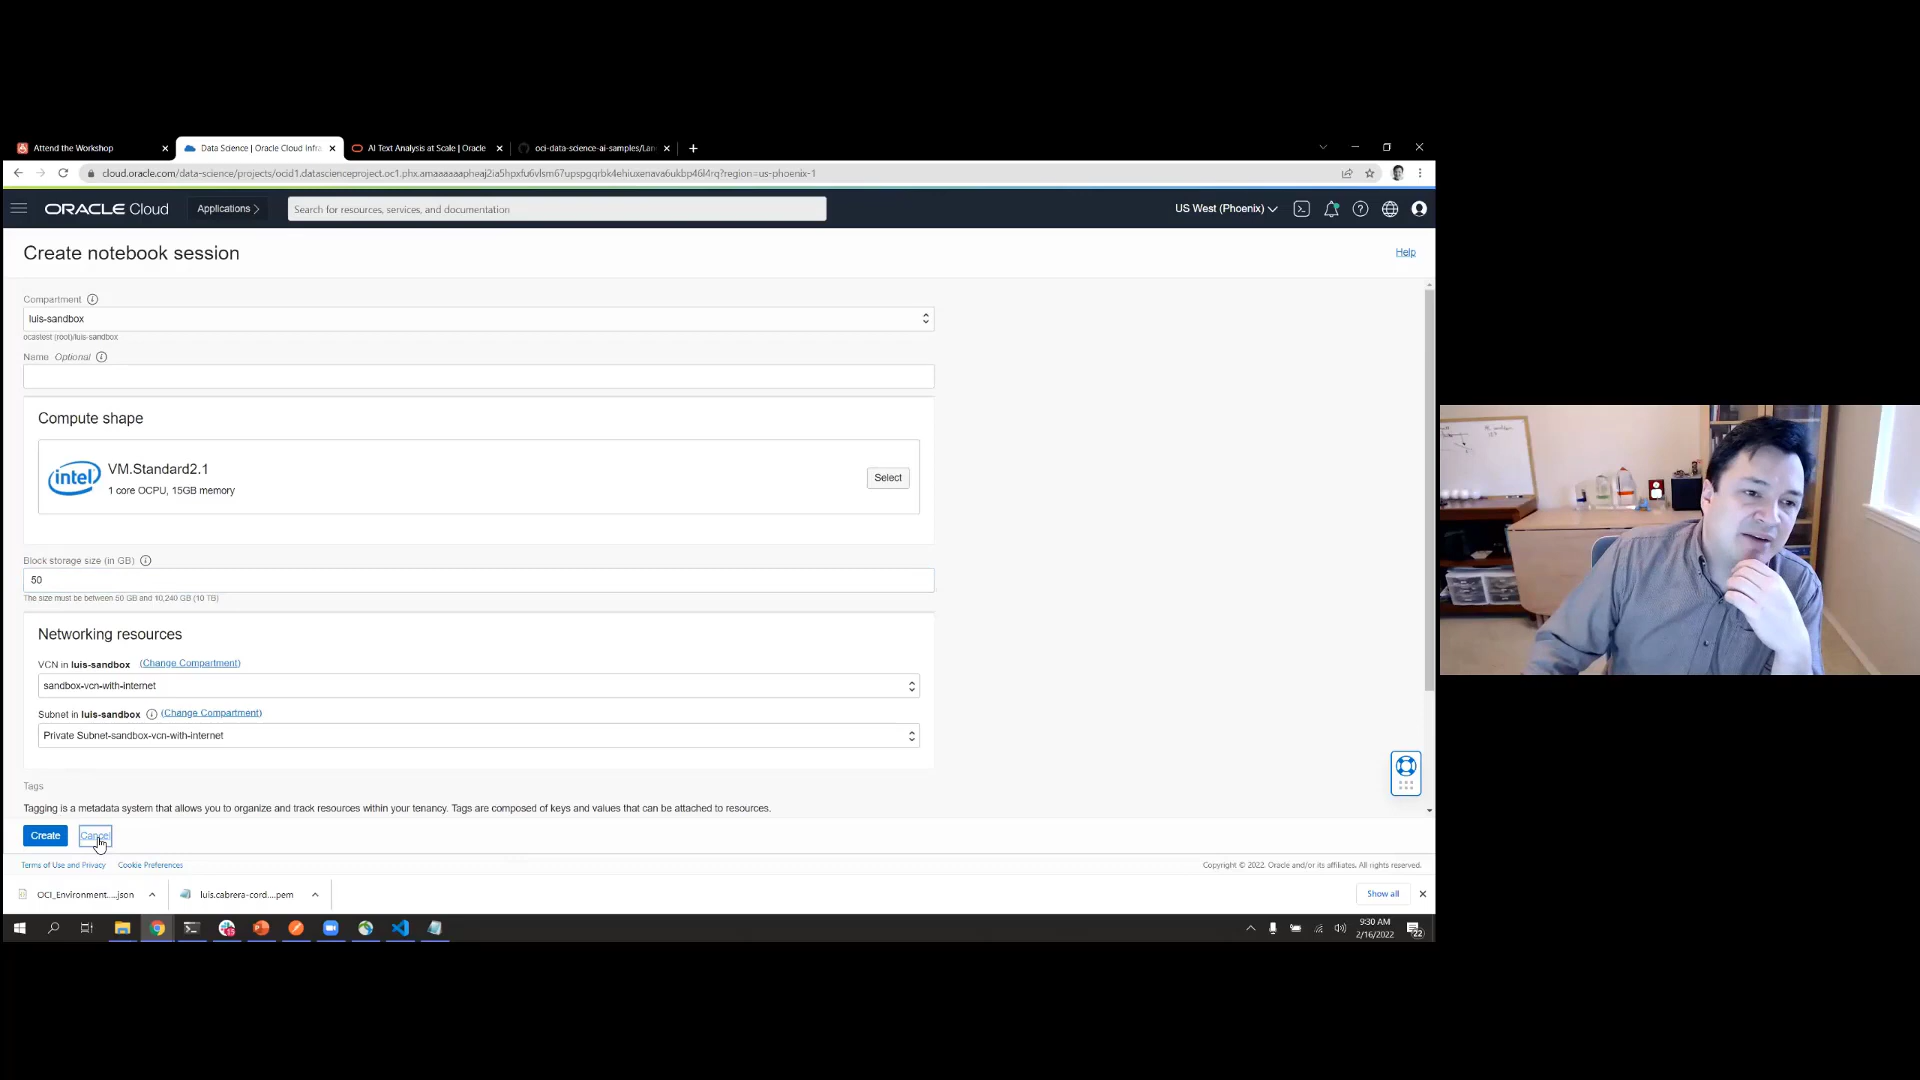 Attend the Workshop
Data Science | Oracle Cloud Infra
AI Text Analysis at Scale | Oracle
oci-data-science-ai-samples/Lan
cloud.oracle.com/data-science/projects/ocid1.datascienceproject.oc1.phx.amaaaaaapheaj2ia5hpxfu6vlsm67upspgqrbk4ehiuxenava6ukbp46l4rq?region=us-phoenix-1
ORACLE Cloud
Applications
Search for resources, services, and documentation
US West (Phoenix)
Create notebook session
Help
Compartment
luis-sandbox
ocastest (root)/luis-sandbox
Name Optional
Compute shape
intel
VM.Standard2.1
1 core OCPU, 15GB memory
Select
Block storage size (in GB)
50
The size must be between 50 GB and 10,240 GB (10 TB)
Networking resources
VCN in luis-sandbox (Change Compartment)
sandbox-vcn-with-internet
Subnet in luis-sandbox (Change Compartment)
Private Subnet-sandbox-vcn-with-internet
Tags
Tagging is a metadata system that allows you to organize and track resources within your tenancy. Tags are composed of keys and values that can be attached to resources.
Create
Cancel
Terms of Use and Privacy
Cookie Preferences
Copyright © 2022, Oracle and/or its affiliates. All rights reserved.
OCI_Environment....json
luis.cabrera-cord....pem
Show all
9:30 AM
2/16/2022
22